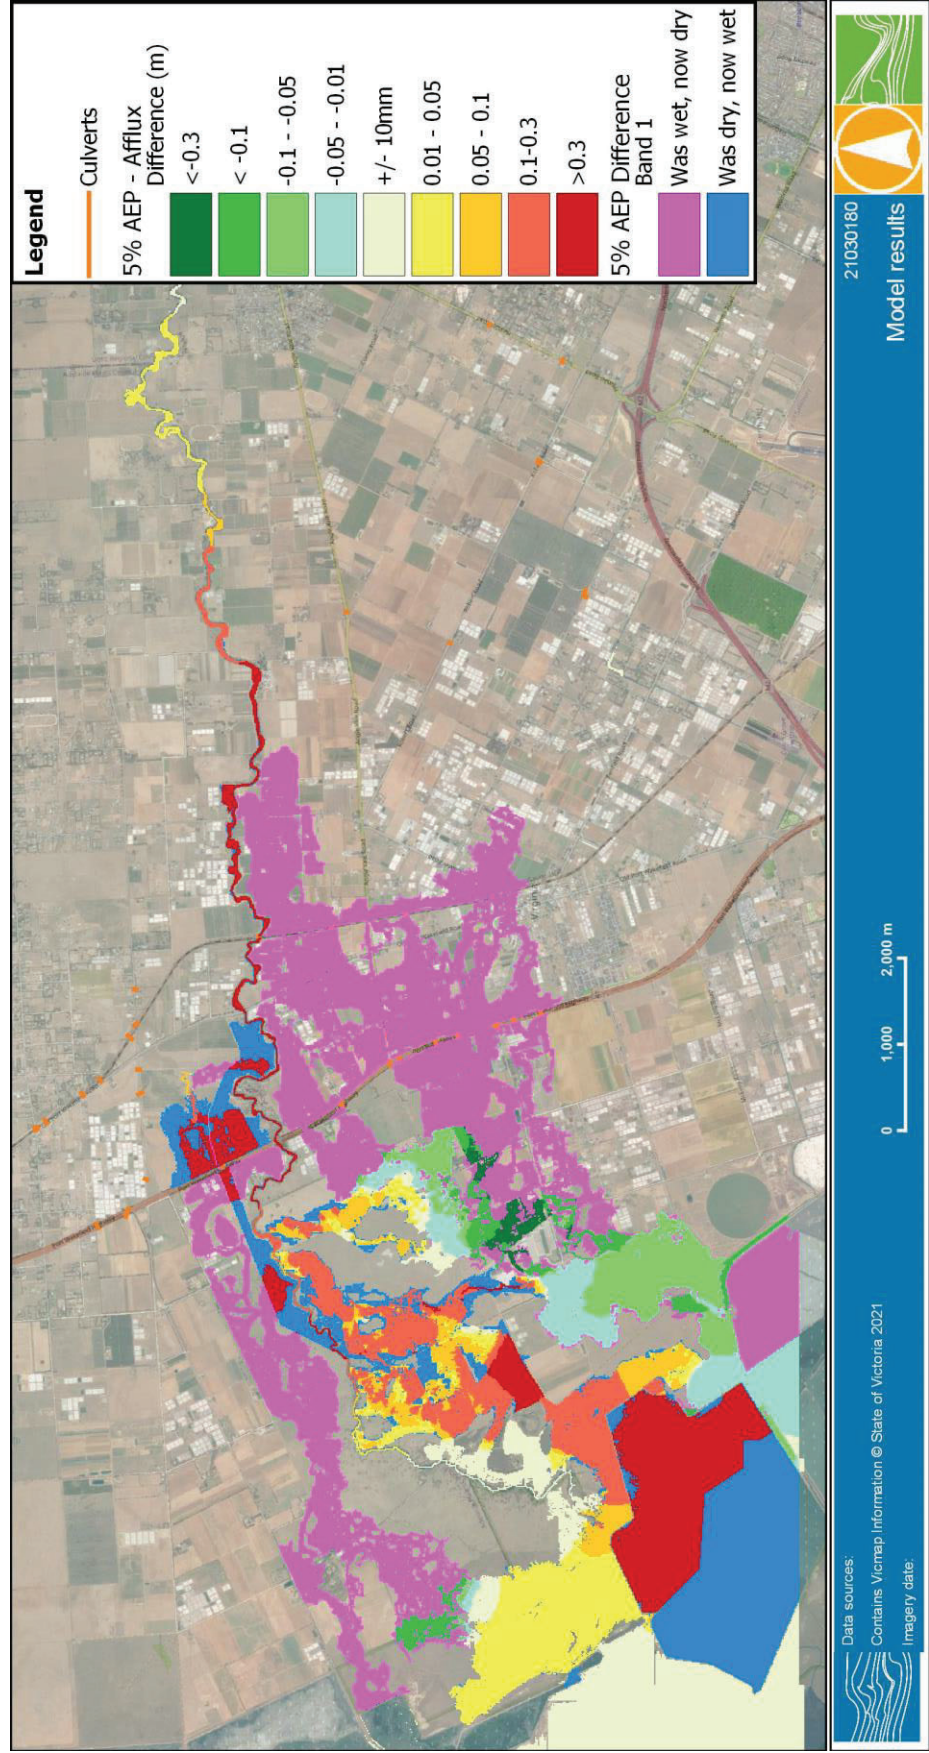 Legend
Culverts
5% AEP - Afflux
Difference (m)
<-0.3
< -0.1
-0.1 - -0.05
-0.05 - -0.01
+/- 10mm
0.01 - 0.05
0.05 - 0.1
0.1-0.3
>0.3
5% AEP Difference
Band 1
Was wet, now dry
Was dry, now wet
Data sources:
Contains Vicmap Information © State of Victoria 2021
Imagery date:
0 1,000 2,000 m
21030180
Model results